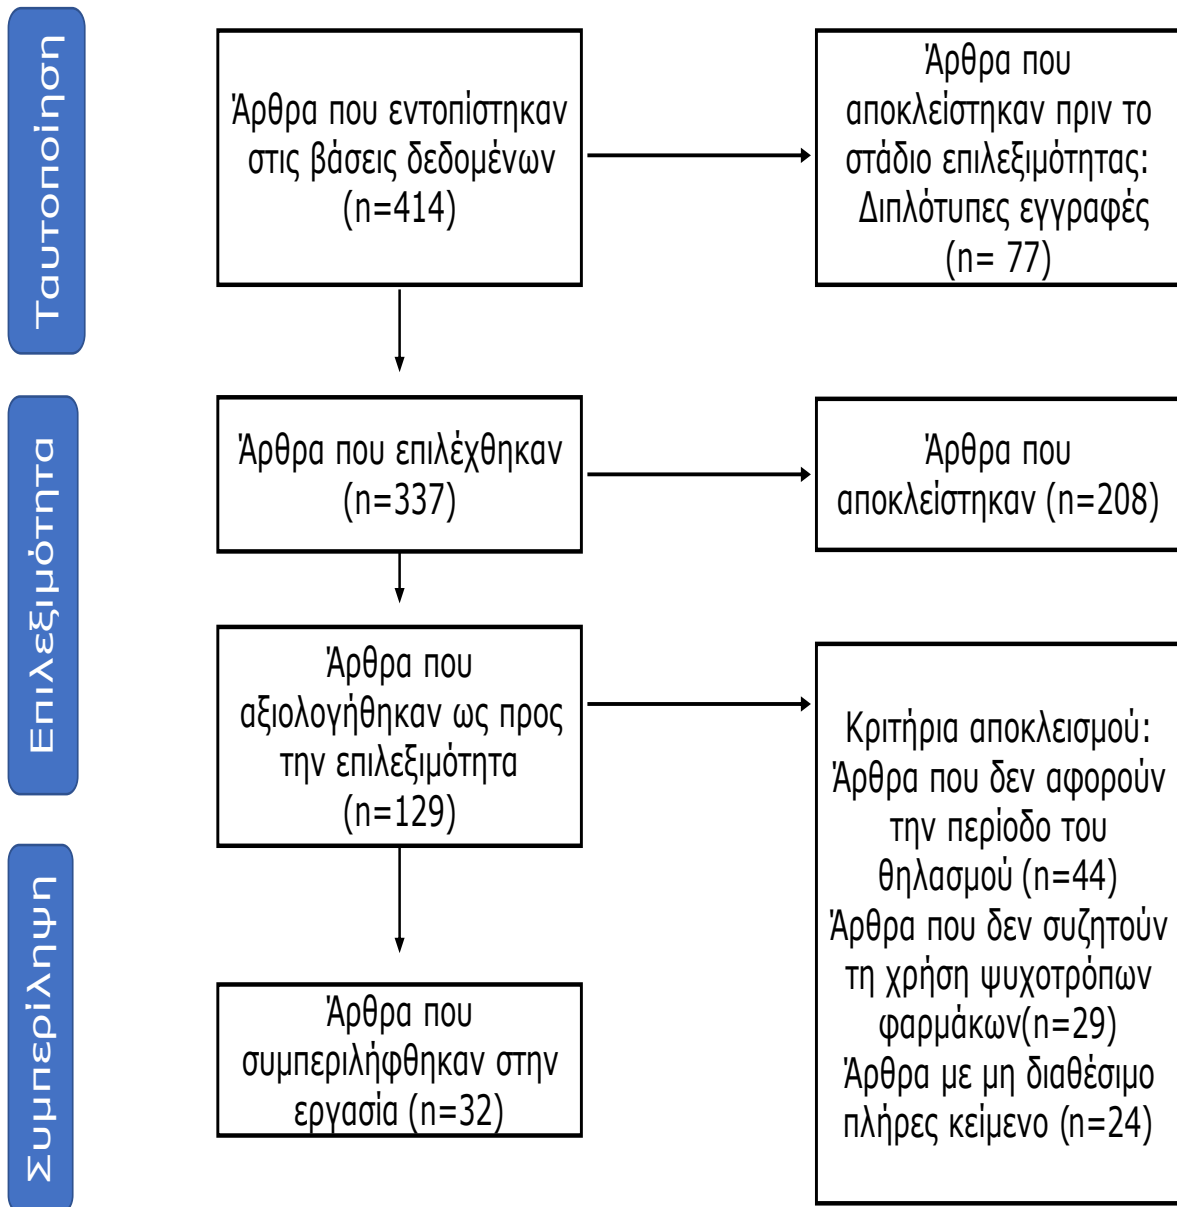 Ταυτοποίηση
Άρθρα που εντοπίστηκαν
στις βάσεις δεδομένων
(n=414)
Άρθρα που
αποκλείστηκαν πριν το
στάδιο επιλεξιμότητας:
Διπλότυπες εγγραφές
(n= 77)
Επιλεξιμότητα
Άρθρα που επιλέχθηκαν
(n=337)
Άρθρα που
αποκλείστηκαν (n=208)
Άρθρα που
αξιολογήθηκαν ως προς
την επιλεξιμότητα
(n=129)
Κριτήρια αποκλεισμού:
Άρθρα που δεν αφορούν
την περίοδο του
θηλασμού (n=44)
Άρθρα που δεν συζητούν
τη χρήση ψυχοτρόπων
φαρμάκων(n=29)
Άρθρα με μη διαθέσιμο
πλήρες κείμενο (n=24)
Συμπερίληψη
Άρθρα που
συμπεριλήφθηκαν στην
εργασία (n=32)